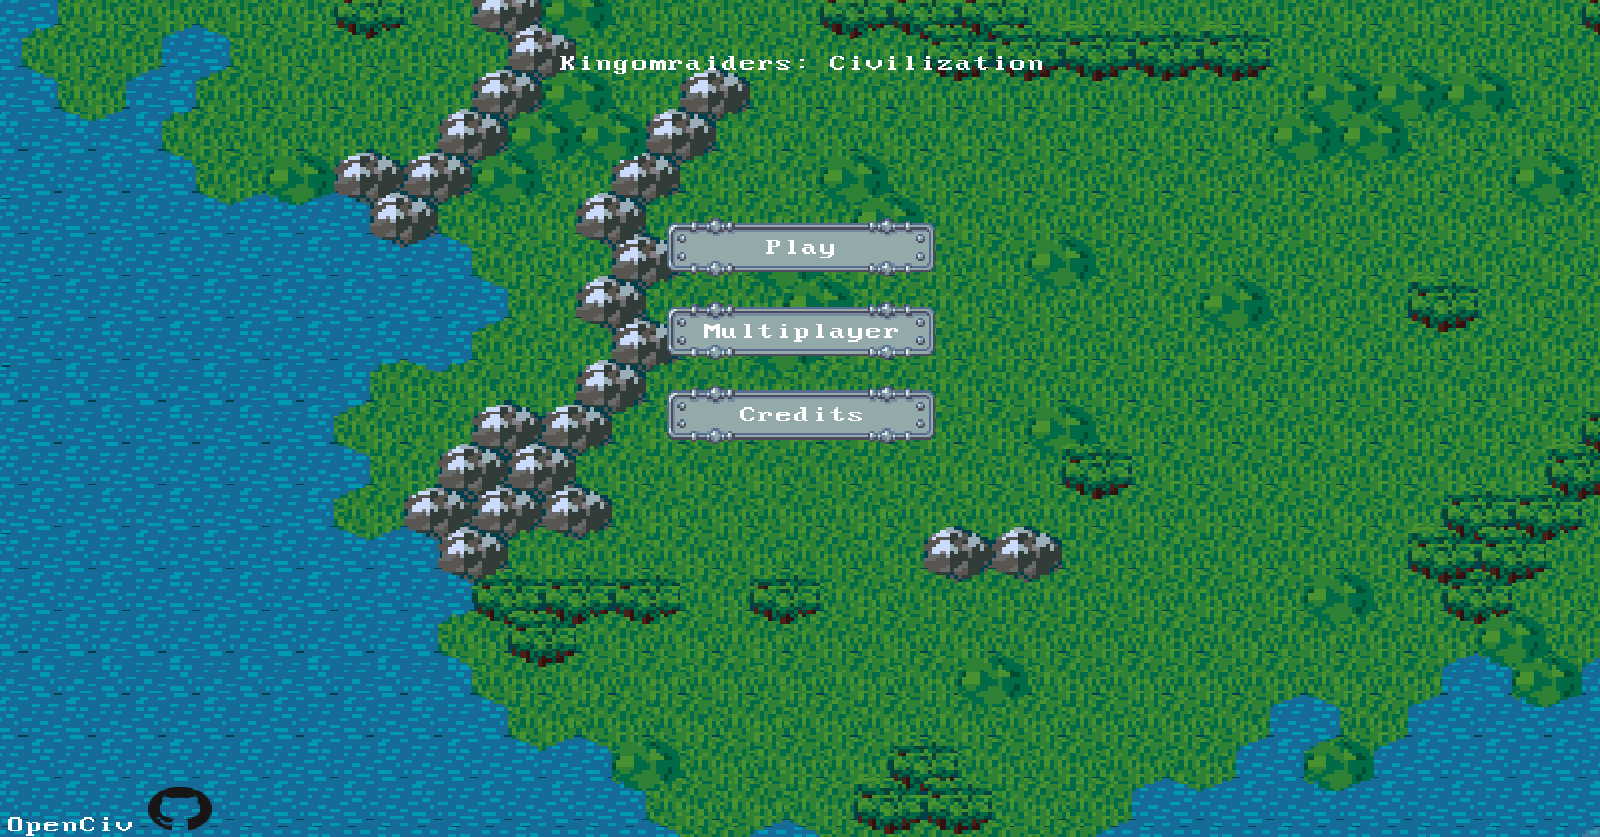 Kingomraiders: Civilization
Play
Multiplayer
Credits
OpenCiv